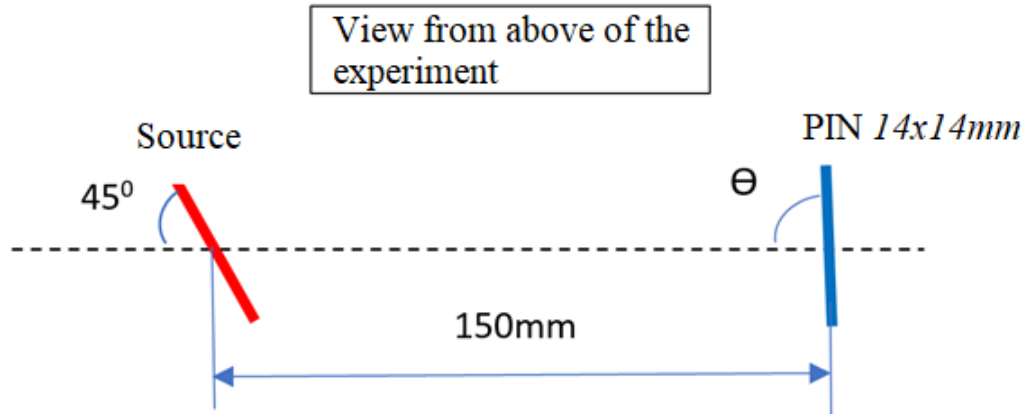 View from above of the
experiment
Source
PIN 14x14mm
45⁰
Ө
150mm